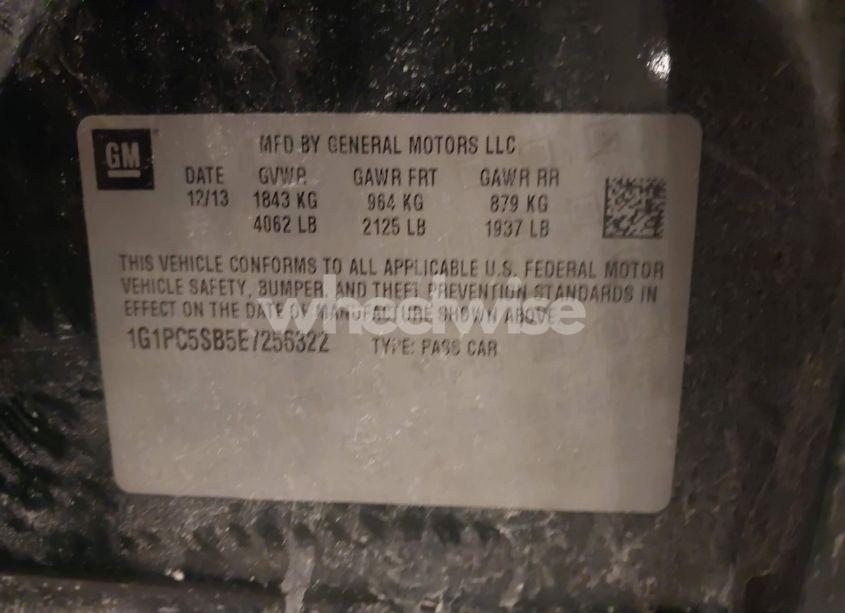 GM
MFD BY GENERAL MOTORS LLC
DATE GVWR GAWR FRT GAWR RR
12/13 1843 KG 964 KG 879 KG
4062 LB 2125 LB 1937 LB
THIS VEHICLE CONFORMS TO ALL APPLICABLE U.S. FEDERAL MOTOR
VEHICLE SAFETY, BUMPER, AND THEFT PREVENTION STANDARDS IN
EFFECT ON THE DATE OF MANUFACTURE SHOWN ABOVE.
1G1PC5SB5E7256322 TYPE: PASS CAR
wheelwise